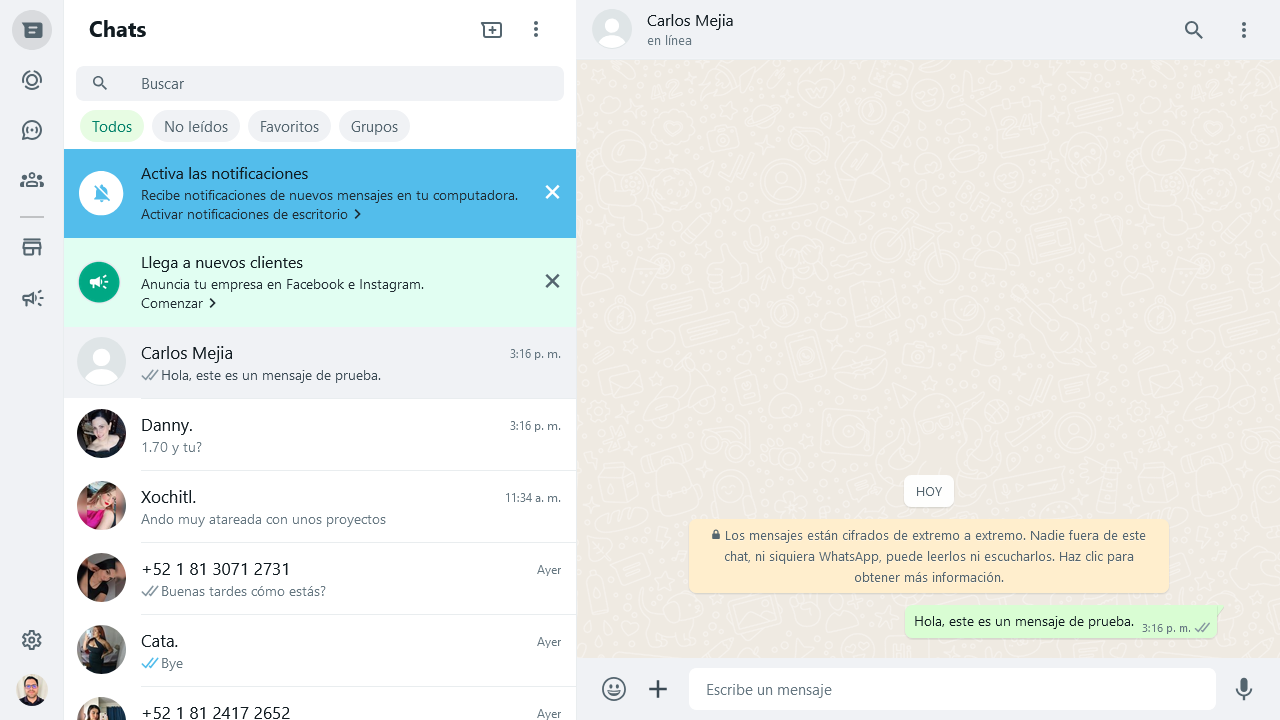 Chats
Buscar
Todos
No leídos
Favoritos
Grupos
Activa las notificaciones
Recibe notificaciones de nuevos mensajes en tu computadora.
Activar notificaciones de escritorio
Llega a nuevos clientes
Anuncia tu empresa en Facebook e Instagram.
Comenzar
Carlos Mejia
3:16 p. m.
Hola, este es un mensaje de prueba.
Danny.
3:16 p. m.
1.70 y tu?
Xochitl.
11:34 a. m.
Ando muy atareada con unos proyectos
+52 1 81 3071 2731
Ayer
Buenas tardes cómo estás?
Cata.
Ayer
Bye
+52 1 81 2417 2652
Ayer
Carlos Mejia
en línea
HOY
Los mensajes están cifrados de extremo a extremo. Nadie fuera de este
chat, ni siquiera WhatsApp, puede leerlos ni escucharlos. Haz clic para
obtener más información.
Hola, este es un mensaje de prueba.
3:16 p. m.
Escribe un mensaje